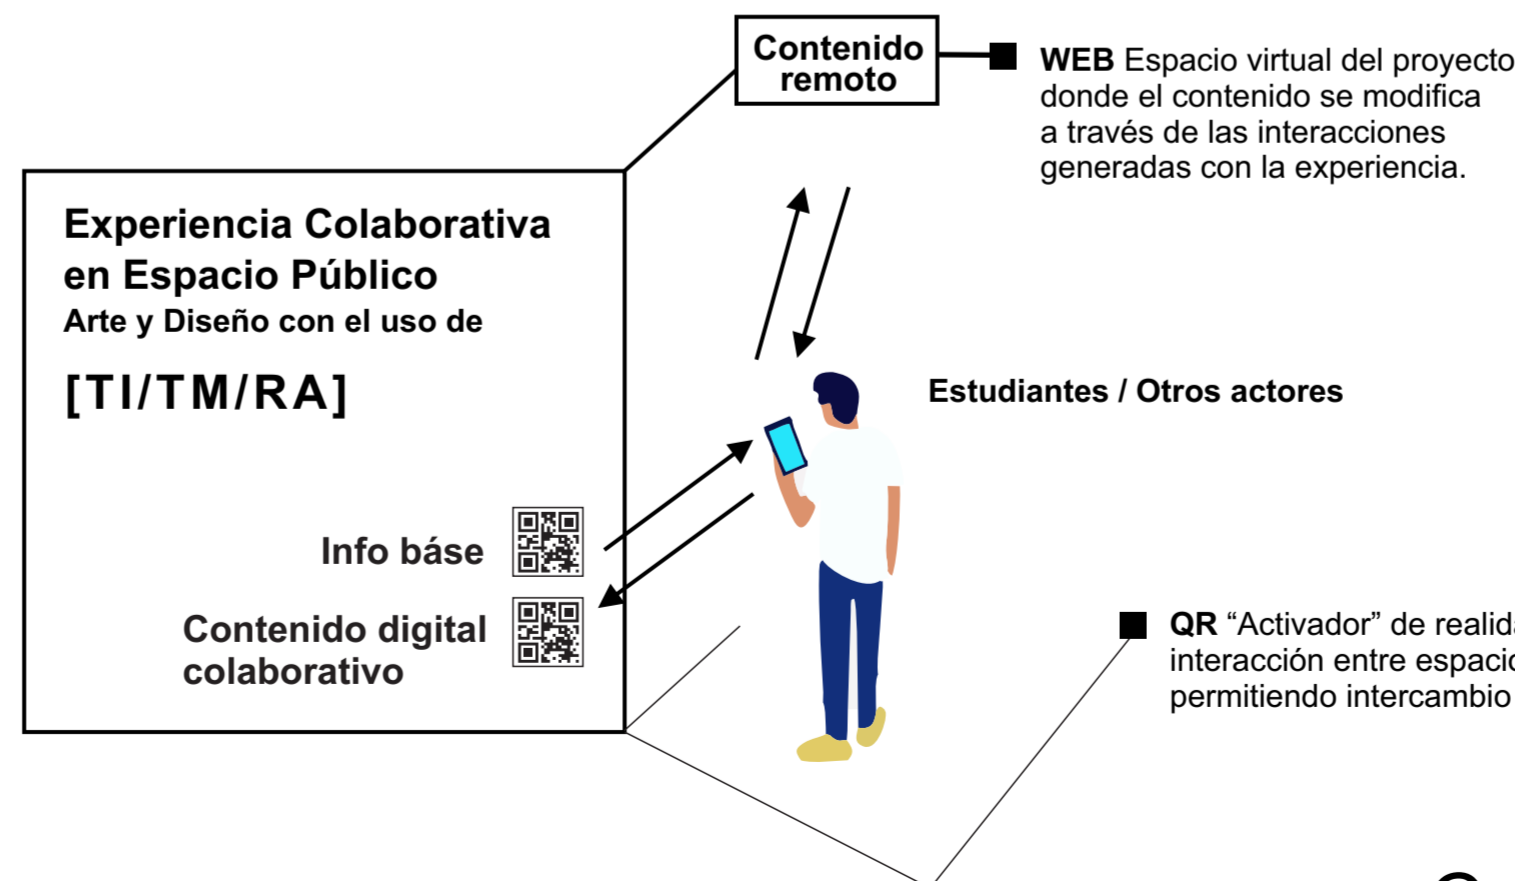 Contenido
remoto
WEB Espacio virtual del proyecto
donde el contenido se modifica
a través de las interacciones
generadas con la experiencia.
Experiencia Colaborativa
en Espacio Público
Arte y Diseño con el uso de
[TI/TM/RA]
Estudiantes / Otros actores
Info báse
Contenido digital
colaborativo
QR “Activador” de
interacción entre
permitiendo intercambio